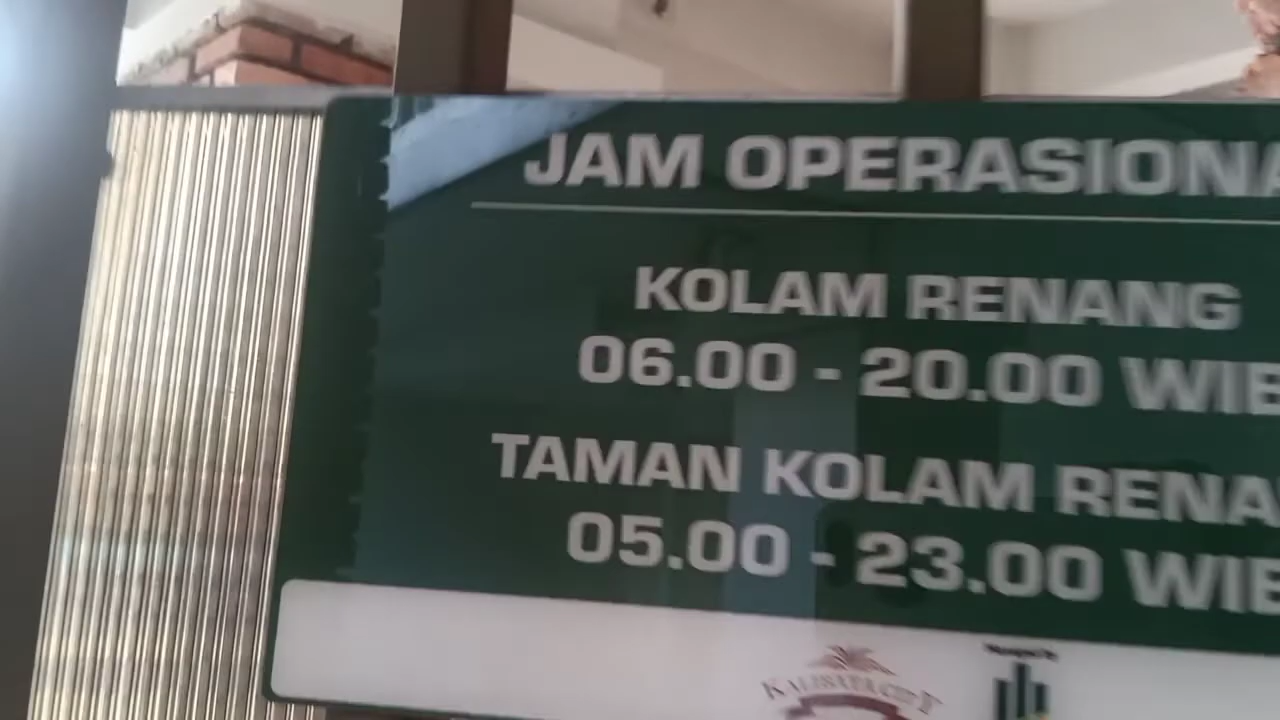 JAM OPERASIONA
KOLAM RENANG
06.00 - 20.00 WIB
TAMAN KOLAM RENA
05.00 - 23.00 WIB